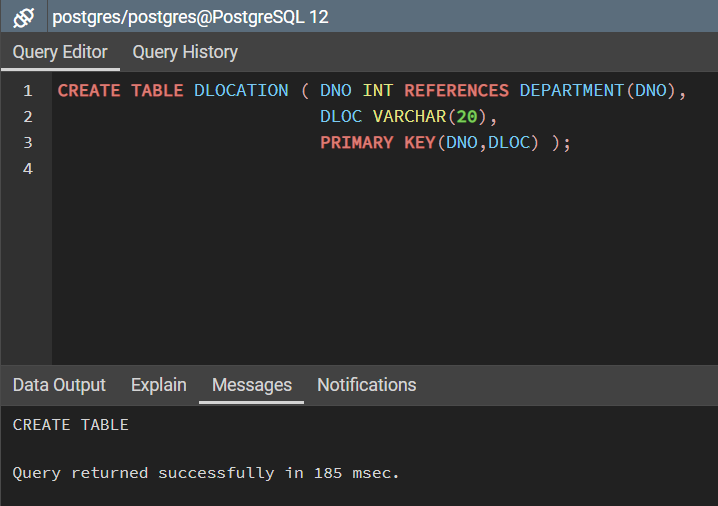 postgres/postgres@PostgreSQL 12
Query Editor Query History
1 CREATE TABLE DLOCATION ( DNO INT REFERENCES DEPARTMENT(DNO),
2 DLOC VARCHAR(20),
3 PRIMARY KEY(DNO,DLOC) );
4
Data Output Explain Messages Notifications
CREATE TABLE
Query returned successfully in 185 msec.